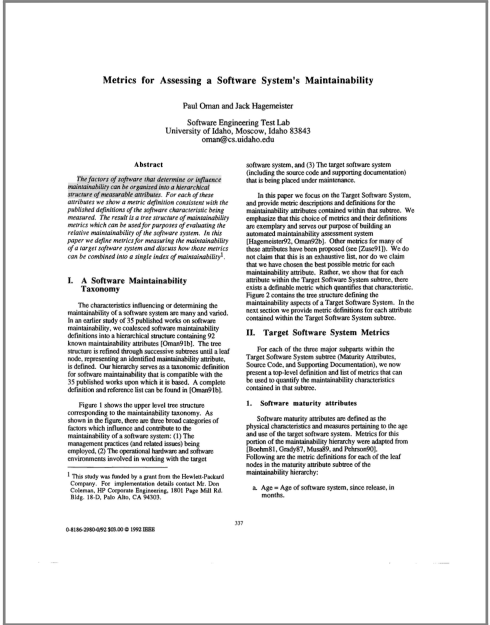 Metrics for Assessing a Software System's Maintainability
Paul Oman and Jack Hagemeister
Software Engineering Test Lab
University of Idaho, Moscow, Idaho 83843
oman@cs.uidaho.edu
Abstract
The factors of software that determine or influence
maintainability can be organized into a hierarchical
structure of measurable attributes. For each of these
attributes we show a metric definition consistent with the
published definitions of the software characteristic being
measured. The result is a tree structure of maintainability
metrics which can be used for purposes of evaluating the
relative maintainability of the software system. In this
paper we define metrics for measuring the maintainability
of a target software system and discuss how those metrics
can be combined into a single index of maintainability1.
I. A Software Maintainability
Taxonomy
The characteristics influencing or determining the
maintainability of a software system are many and varied.
In an earlier study of 35 published works on software
maintainability, we coalesced software maintainability
definitions into a hierarchical structure containing 92
known maintainability attributes [Oman91b]. The tree
structure is refined through successive subtrees until a leaf
node, representing an identified maintainability attribute,
is defined. Our hierarchy serves as a taxonomic definition
for software maintainability that is compatible with the
35 published works upon which it is based. A complete
definition and reference list can be found in [Oman91b].
Figure 1 shows the upper level tree structure
corresponding to the maintainability taxonomy. As
shown in the figure, there are three broad categories of
factors which influence and contribute to the
maintainability of a software system: (1) The
management practices (and related issues) being
employed, (2) The operational hardware and software
environments involved in working with the target
1 This study was funded by a grant from the Hewlett-Packard
Company. For implementation details contact Mr. Don
Coleman, HP Corporate Engineering, 1801 Page Mill Rd.
Bldg. 18-D, Palo Alto, CA 94303.
software system, and (3) The target software system
(including the source code and supporting documentation)
that is being placed under maintenance.
In this paper we focus on the Target Software System,
and provide metric descriptions and definitions for the
maintainability attributes contained within that subtree. We
emphasize that this choice of metrics and their definitions
are exemplary and serves our purpose of building an
automated maintainability assessment system
[Hagemeister92, Oman92b]. Other metrics for many of
these attributes have been proposed (see [Zuse91]). We do
not claim that this is an exhaustive list, nor do we claim
that we have chosen the best possible metric for each
maintainability attribute. Rather, we show that for each
attribute within the Target Software System subtree, there
exists a definable metric which quantifies that characteristic.
Figure 2 contains the tree structure defining the
maintainability aspects of a Target Software System. In the
next section we provide metric definitions for each attribute
contained within the Target Software System subtree.
II. Target Software System Metrics
For each of the three major subparts within the
Target Software System subtree (Maturity Attributes,
Source Code, and Supporting Documentation), we now
present a top-level definition and list of metrics that can
be used to quantify the maintainability characteristics
contained in that subtree.
1. Software maturity attributes
Software maturity attributes are defined as the
physical characteristics and measures pertaining to the age
and use of the target software system. Metrics for this
portion of the maintainability hierarchy were adapted from
[Boehm81, Grady87, Musa89, and Pehrson90].
Following are the metric definitions for each of the leaf
nodes in the maturity attribute subtree of the
maintainability hierarchy:
a. Age = Age of software system, since release, in
months.
337
0-8186-2980-0/92 $03.00 © 1992 IEEE